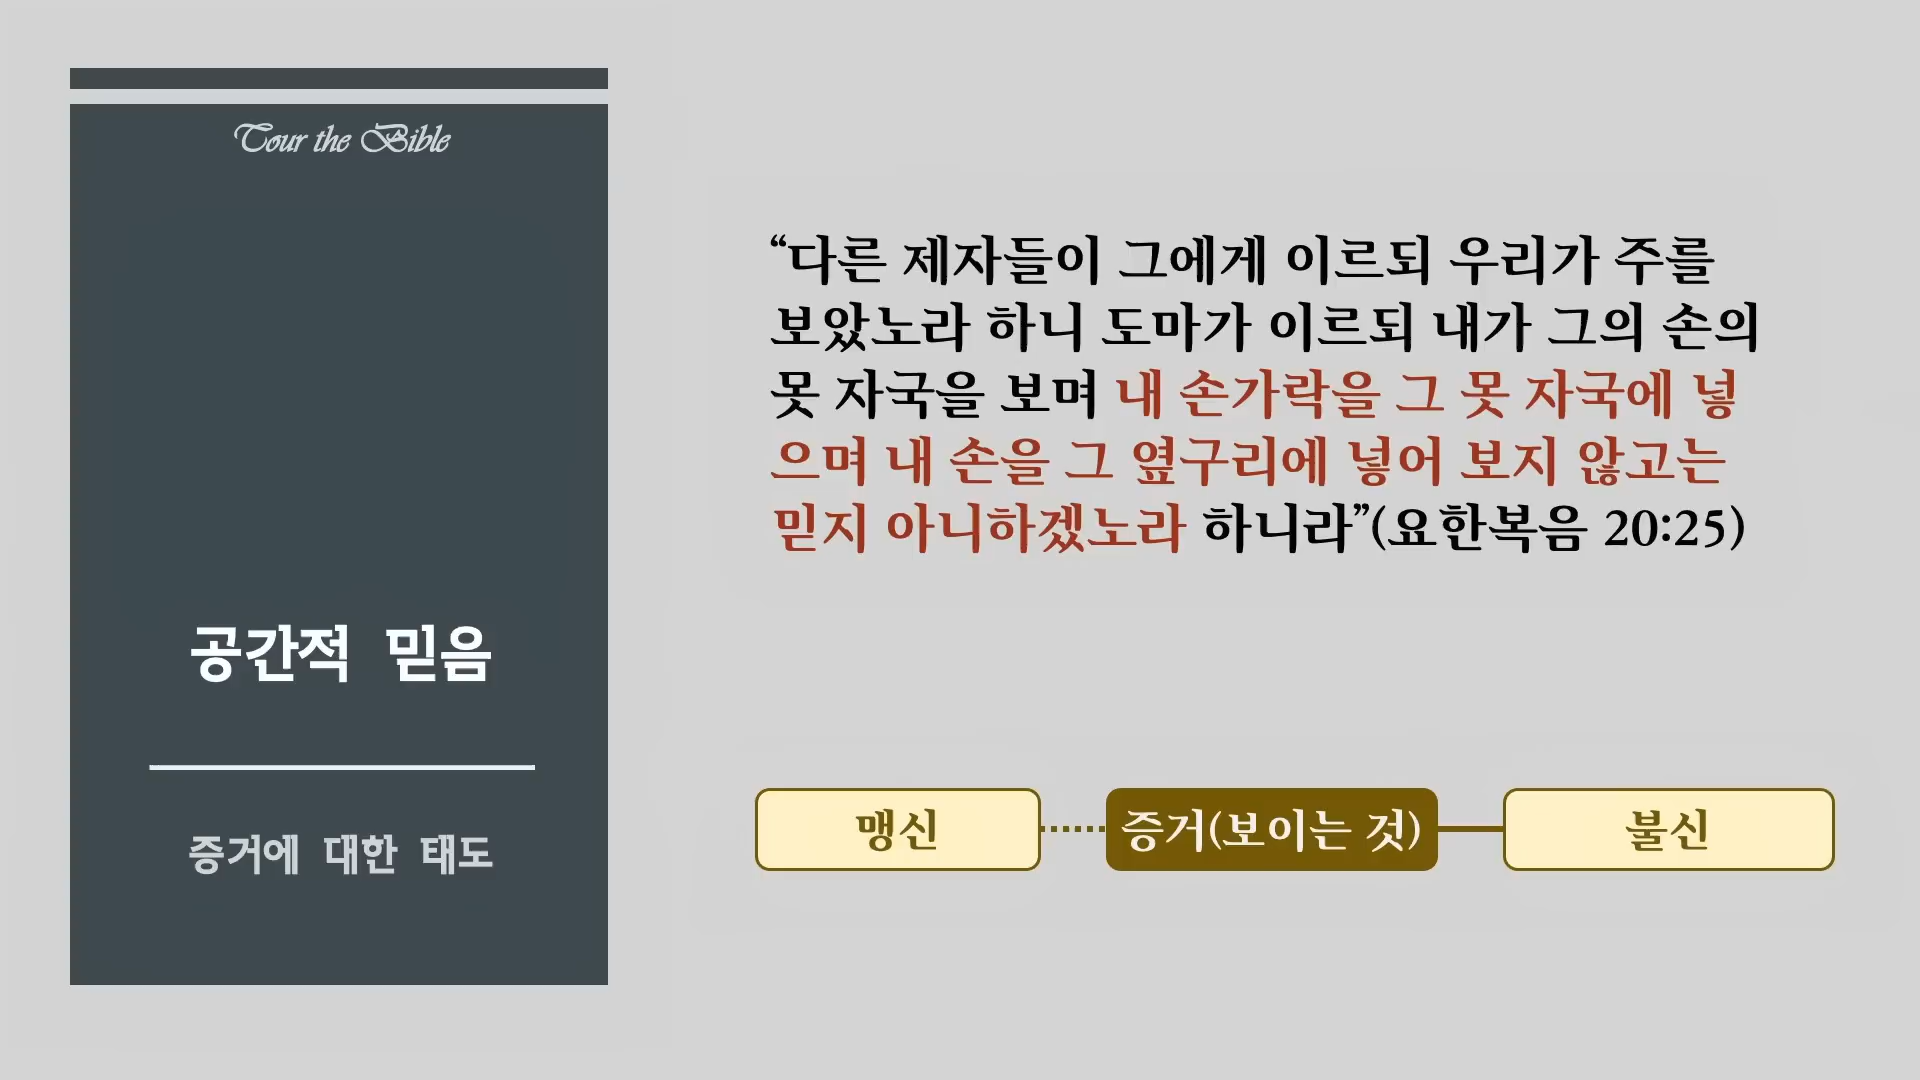 Tour the Bible
공간적 믿음
증거에 대한 태도
“다른 제자들이 그에게 이르되 우리가 주를
보았노라 하니 도마가 이르되 내가 그의 손의
못 자국을 보며 내 손가락을 그 못 자국에 넣
으며 내 손을 그 옆구리에 넣어 보지 않고는
믿지 아니하겠노라 하니라”(요한복음 20:25)
맹신 증거(보이는 것) 불신